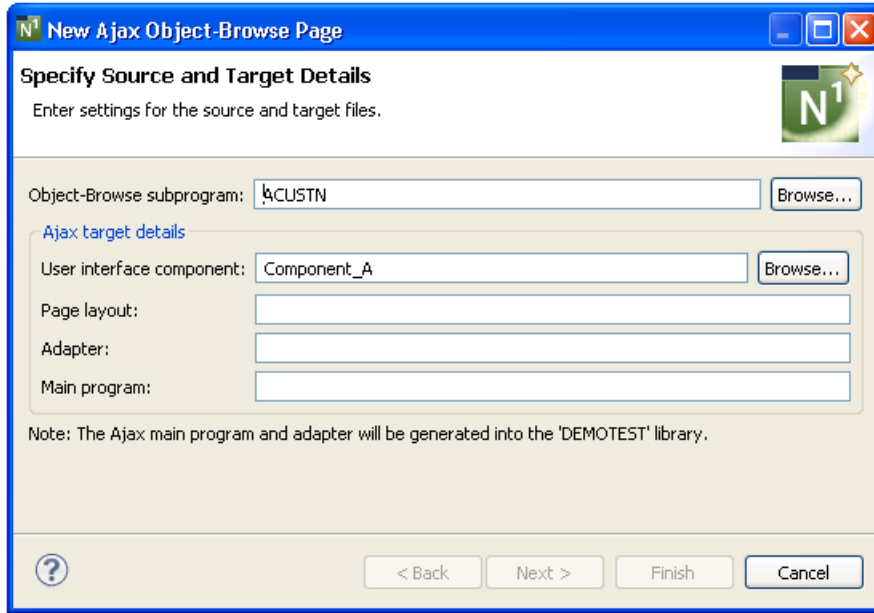 N1 New Ajax Object-Browse Page
Specify Source and Target Details
Enter settings for the source and target files.
N1
Object-Browse subprogram: ACUSTN Browse...
Ajax target details
User interface component: Component_A Browse...
Page layout:
Adapter:
Main program:
Note: The Ajax main program and adapter will be generated into the 'DEMOTEST' library.
? < Back Next > Finish Cancel